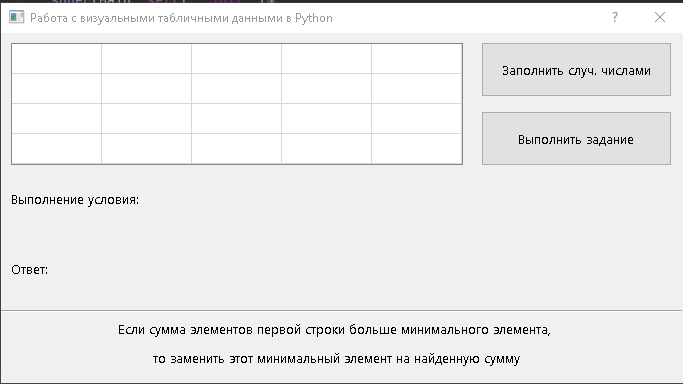 Работа с визуальными табличными данными в Python
?
Заполнить случ. числами
Выполнить задание
Выполнение условия:
Ответ:
Если сумма элементов первой строки больше минимального элемента,
то заменить этот минимальный элемент на найденную сумму